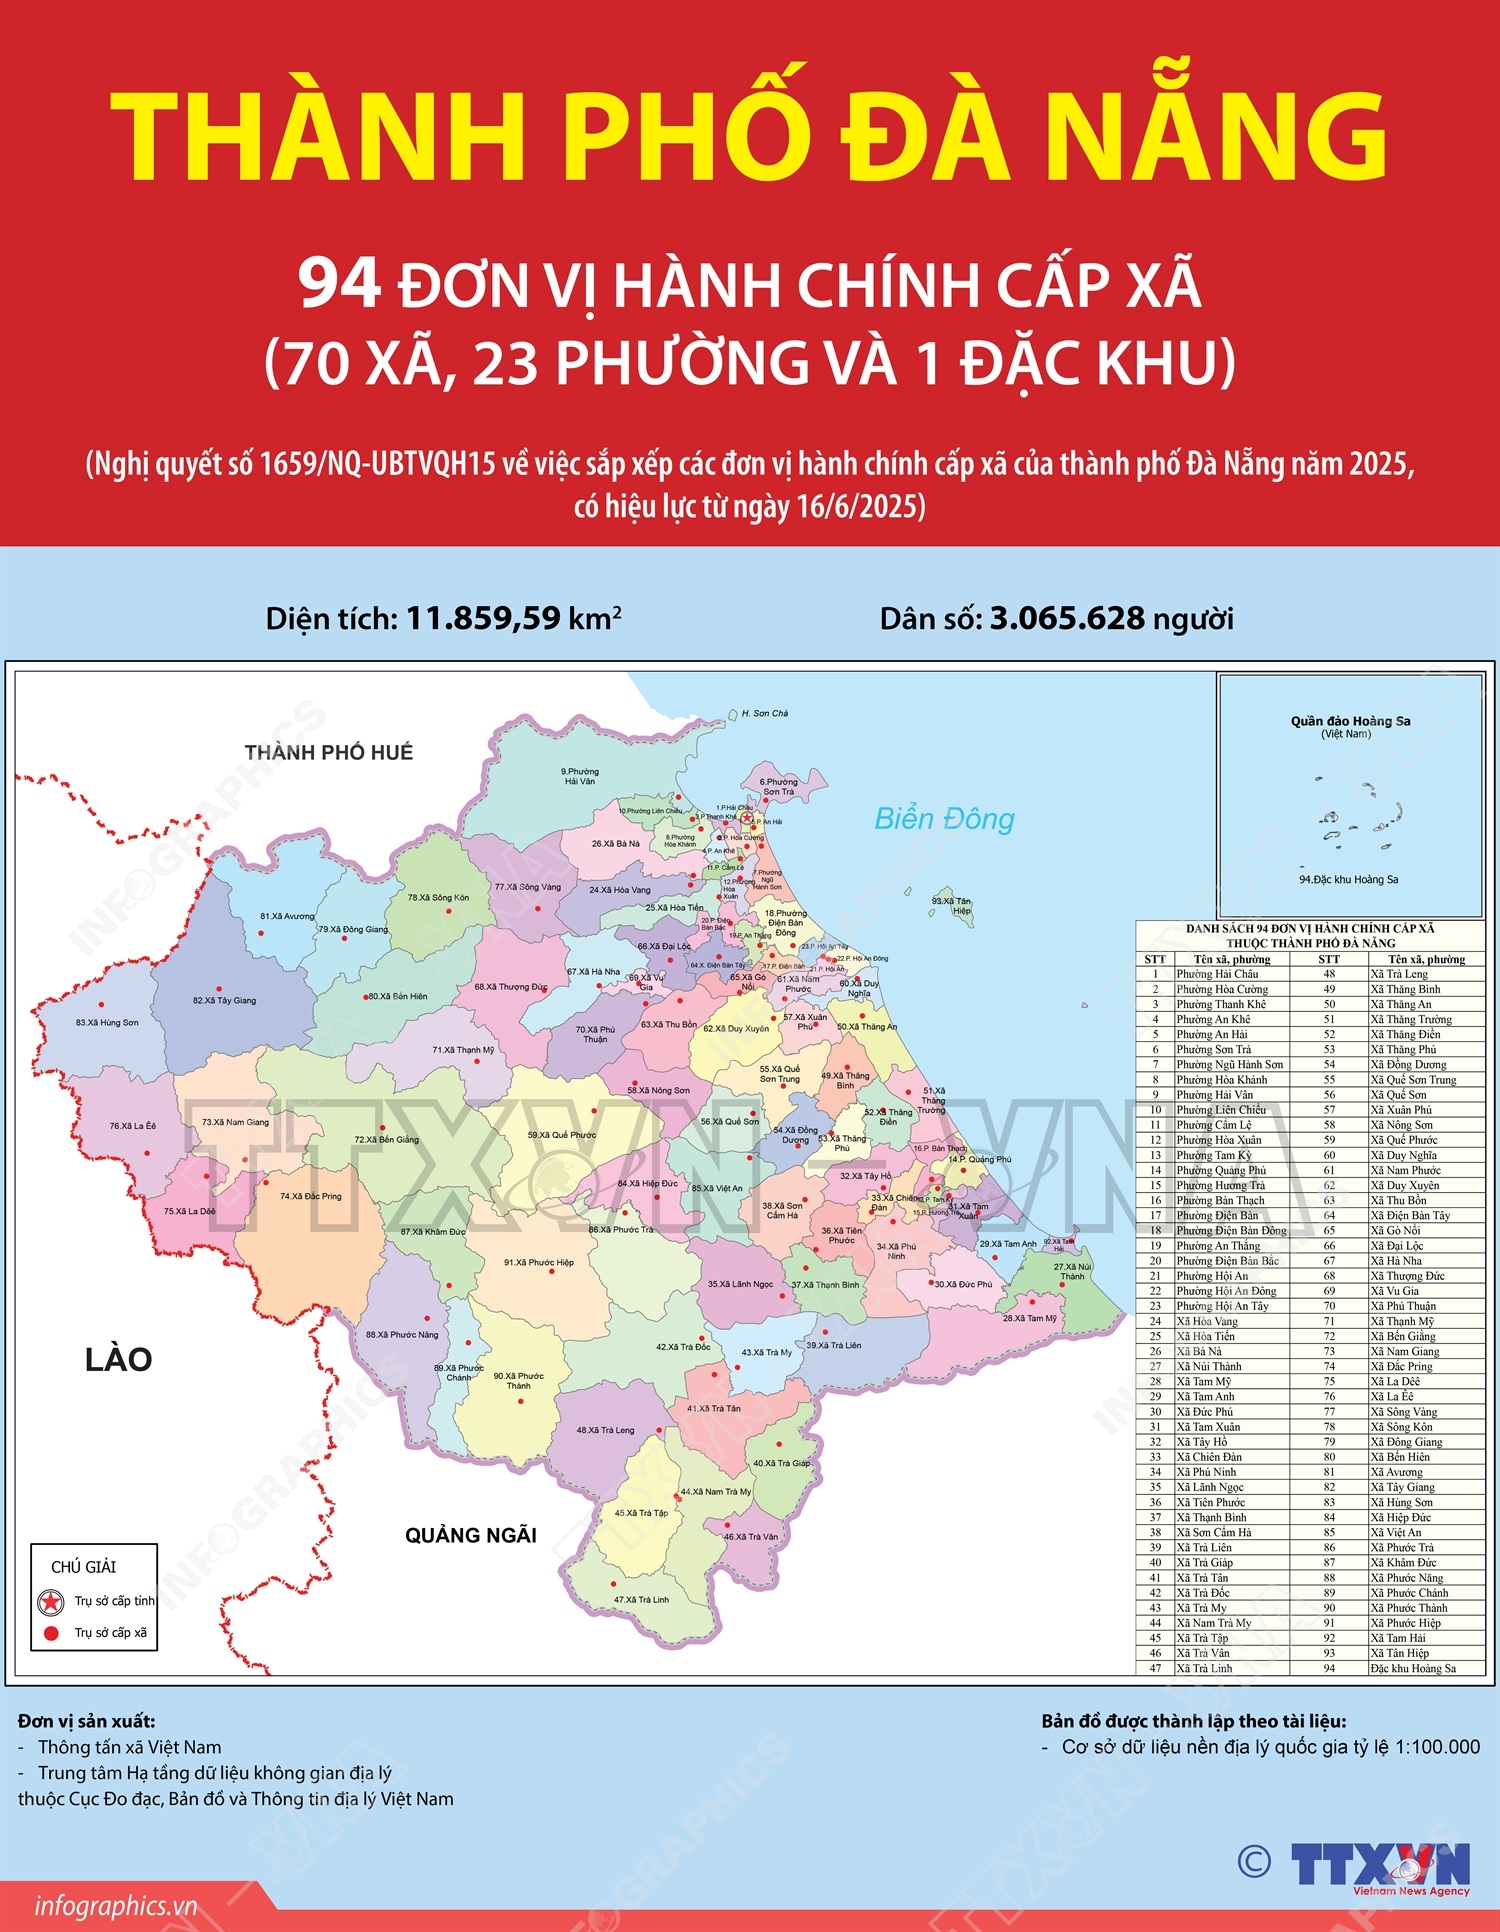 THÀNH PHỐ ĐÀ NẴNG
94 ĐƠN VỊ HÀNH CHÍNH CẤP XÃ
(70 XÃ, 23 PHƯỜNG VÀ 1 ĐẶC KHU)
(Nghị quyết số 1659/NQ-UBTVQH15 về việc sắp xếp các đơn vị hành chính cấp xã của thành phố Đà Nẵng năm 2025,
có hiệu lực từ ngày 16/6/2025)
Diện tích: 11.859,59 km²
Dân số: 3.065.628 người
THÀNH PHỐ HUẾ
H. Sơn Chà
Biển Đông
Quần đảo Hoàng Sa
(Việt Nam)
94.Đặc khu Hoàng Sa
9.Phường
Hải Vân
6.Phường
Sơn Trà
10.Phường Liên Chiểu
1.P.Hải Châu
3.P.Thanh Khê
5.P. An Hải
8.Phường
Hòa Khánh
2.P. Hòa Cường
4.P. An Khê
26.Xã Bà Nà
11.P. Cẩm Lệ
7.Phường
Ngũ
Hành Sơn
12.Phường
Hòa
Xuân
77.Xã Sông Vàng
24.Xã Hòa Vang
78.Xã Sông Kôn
25.Xã Hòa Tiến
93.Xã Tân
Hiệp
81.Xã Avương
79.Xã Đông Giang
18.Phường
Điện Bàn
Đông
20.P. Điện
Bàn Bắc
19.P. An Thắng
66.Xã Đại Lộc
23.P. Hội An Tây
22.P. Hội An Đông
64.X. Điện Bàn Tây
17.P. Điện Bàn
21.P. Hội An
67.Xã Hà Nha
69.Xã Vu
Gia
65.Xã Gò
Nổi
61.Xã Nam
Phước
60.Xã Duy
Nghĩa
68.Xã Thượng Đức
82.Xã Tây Giang
80.Xã Bến Hiên
83.Xã Hùng Sơn
63.Xã Thu Bồn
62.Xã Duy Xuyên
57.Xã Xuân
Phú
50.Xã Thăng An
70.Xã Phú
Thuận
71.Xã Thạnh Mỹ
55.Xã Quế
Sơn Trung
49.Xã Thăng
Bình
58.Xã Nông Sơn
51.Xã
Thăng
Trường
76.Xã La Êê
73.Xã Nam Giang
72.Xã Bến Giằng
59.Xã Quế Phước
56.Xã Quế Sơn
54.Xã Đồng
Dương
53.Xã Thăng
Phú
52.Xã Thăng
Điền
16.P. Bàn Thạch
14.P. Quảng Phú
74.Xã Đắc Pring
84.Xã Hiệp Đức
85.Xã Việt An
32.Xã Tây Hồ
33.Xã Chiên
Đàn
13.P. Tam Kỳ
15.P. Hương Trà
31.Xã Tam
Xuân
75.Xã La Dêê
87.Xã Khâm Đức
86.Xã Phước Trà
38.Xã Sơn
Cẩm Hà
36.Xã Tiên
Phước
34.Xã Phú
Ninh
29.Xã Tam Anh
92.Xã Tam
Hải
91.Xã Phước Hiệp
35.Xã Lãnh Ngọc
37.Xã Thạnh Bình
30.Xã Đức Phú
27.Xã Núi
Thành
28.Xã Tam Mỹ
88.Xã Phước Năng
89.Xã Phước
Chánh
90.Xã Phước
Thành
42.Xã Trà Đốc
43.Xã Trà My
39.Xã Trà Liên
41.Xã Trà Tân
48.Xã Trà Leng
40.Xã Trà Giáp
44.Xã Nam Trà My
45.Xã Trà Tập
46.Xã Trà Vân
47.Xã Trà Linh
LÀO
QUẢNG NGÃI
CHÚ GIẢI
Trụ sở cấp tỉnh
Trụ sở cấp xã
DANH SÁCH 94 ĐƠN VỊ HÀNH CHÍNH CẤP XÃ
THUỘC THÀNH PHỐ ĐÀ NẴNG
STT Tên xã, phường STT Tên xã, phường
1 Phường Hải Châu 48 Xã Trà Leng
2 Phường Hòa Cường 49 Xã Thăng Bình
3 Phường Thanh Khê 50 Xã Thăng An
4 Phường An Khê 51 Xã Thăng Trường
5 Phường An Hải 52 Xã Thăng Điền
6 Phường Sơn Trà 53 Xã Thăng Phú
7 Phường Ngũ Hành Sơn 54 Xã Đồng Dương
8 Phường Hòa Khánh 55 Xã Quế Sơn Trung
9 Phường Hải Vân 56 Xã Quế Sơn
10 Phường Liên Chiểu 57 Xã Xuân Phú
11 Phường Cẩm Lệ 58 Xã Nông Sơn
12 Phường Hòa Xuân 59 Xã Quế Phước
13 Phường Tam Kỳ 60 Xã Duy Nghĩa
14 Phường Quảng Phú 61 Xã Nam Phước
15 Phường Hương Trà 62 Xã Duy Xuyên
16 Phường Bàn Thạch 63 Xã Thu Bồn
17 Phường Điện Bàn 64 Xã Điện Bàn Tây
18 Phường Điện Bàn Đông 65 Xã Gò Nổi
19 Phường An Thắng 66 Xã Đại Lộc
20 Phường Điện Bàn Bắc 67 Xã Hà Nha
21 Phường Hội An 68 Xã Thượng Đức
22 Phường Hội An Đông 69 Xã Vu Gia
23 Phường Hội An Tây 70 Xã Phú Thuận
24 Xã Hòa Vang 71 Xã Thạnh Mỹ
25 Xã Hòa Tiến 72 Xã Bến Giằng
26 Xã Bà Nà 73 Xã Nam Giang
27 Xã Núi Thành 74 Xã Đắc Pring
28 Xã Tam Mỹ 75 Xã La Dêê
29 Xã Tam Anh 76 Xã La Êê
30 Xã Đức Phú 77 Xã Sông Vàng
31 Xã Tam Xuân 78 Xã Sông Kôn
32 Xã Tây Hồ 79 Xã Đông Giang
33 Xã Chiên Đàn 80 Xã Bến Hiên
34 Xã Phú Ninh 81 Xã Avương
35 Xã Lãnh Ngọc 82 Xã Tây Giang
36 Xã Tiên Phước 83 Xã Hùng Sơn
37 Xã Thạnh Bình 84 Xã Hiệp Đức
38 Xã Sơn Cẩm Hà 85 Xã Việt An
39 Xã Trà Liên 86 Xã Phước Trà
40 Xã Trà Giáp 87 Xã Khâm Đức
41 Xã Trà Tân 88 Xã Phước Năng
42 Xã Trà Đốc 89 Xã Phước Chánh
43 Xã Trà My 90 Xã Phước Thành
44 Xã Nam Trà My 91 Xã Phước Hiệp
45 Xã Trà Tập 92 Xã Tam Hải
46 Xã Trà Vân 93 Xã Tân Hiệp
47 Xã Trà Linh 94 Đặc khu Hoàng Sa
TTXVN - VNA
Đơn vị sản xuất:
- Thông tấn xã Việt Nam
- Trung tâm Hạ tầng dữ liệu không gian địa lý
thuộc Cục Đo đạc, Bản đồ và Thông tin địa lý Việt Nam
Bản đồ được thành lập theo tài liệu:
- Cơ sở dữ liệu nền địa lý quốc gia tỷ lệ 1:100.000
© TTXVN
Vietnam News Agency
infographics.vn